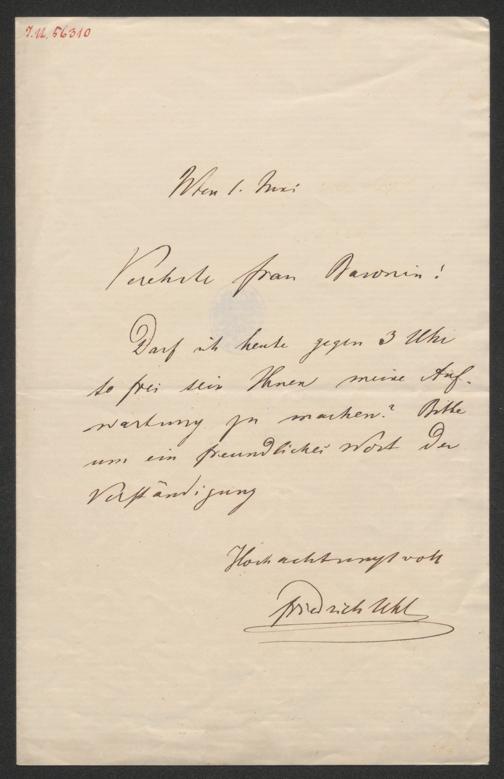 I.N. 56310
Wien 1. Mai
Verehrte Frau Baronin!
Darf ich heute gegen 3 Uhr
so frei sein Ihnen meine Auf-
wartung zu machen? Bitte
um ein freundliches Wort der
Verständigung
Hochachtungsvoll
Friedrich Uhl